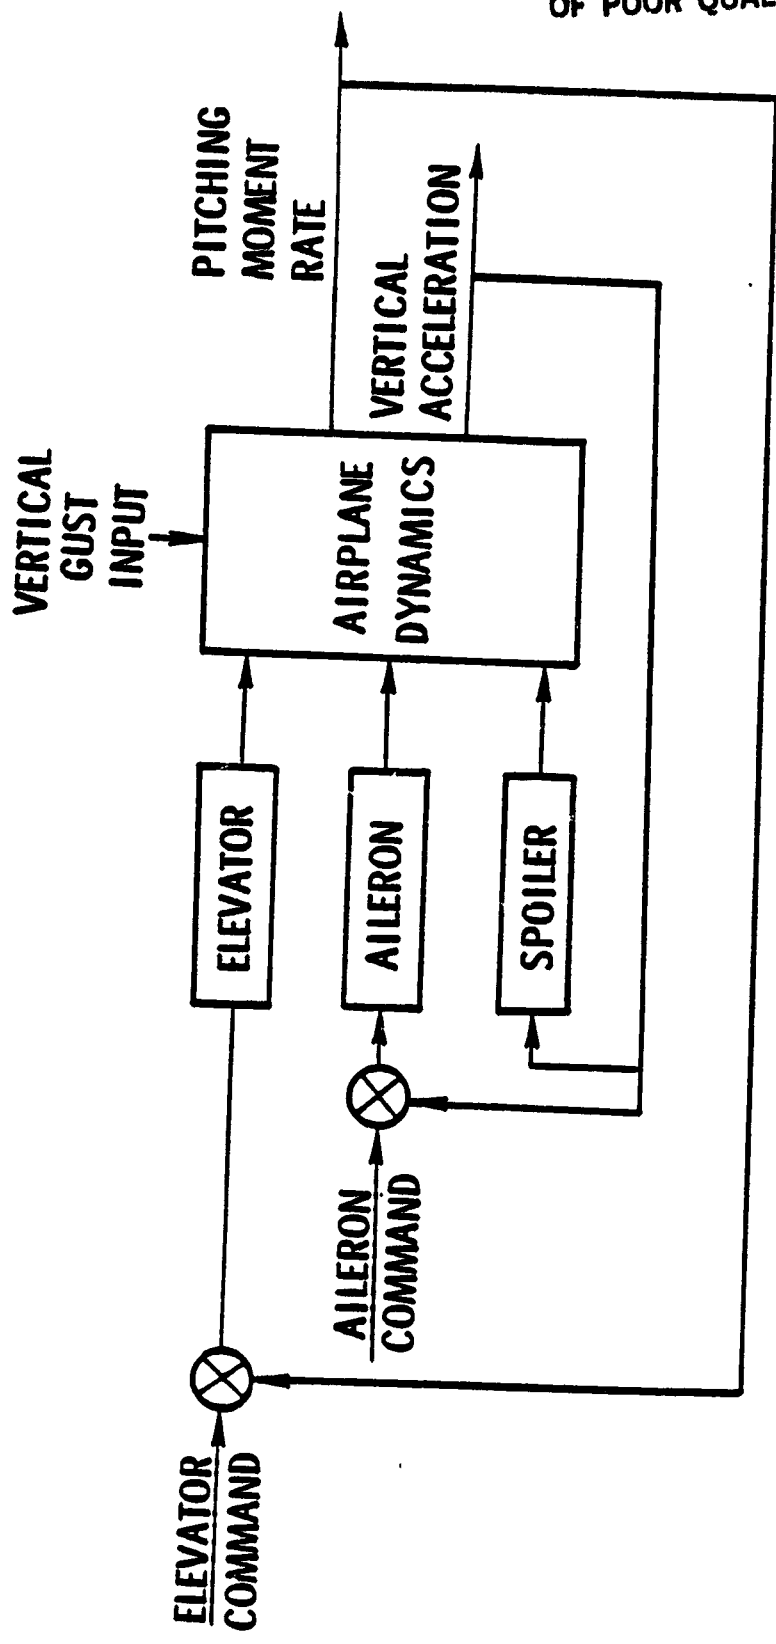 OF POOR QUAL
VERTICAL
GUST
INPUT
PITCHING
MOMENT
RATE
VERTICAL
ACCELERATION
ELEVATOR
AIRPLANE
DYNAMICS
AILERON
SPOILER
ELEVATOR
COMMAND
AILERON
COMMAND